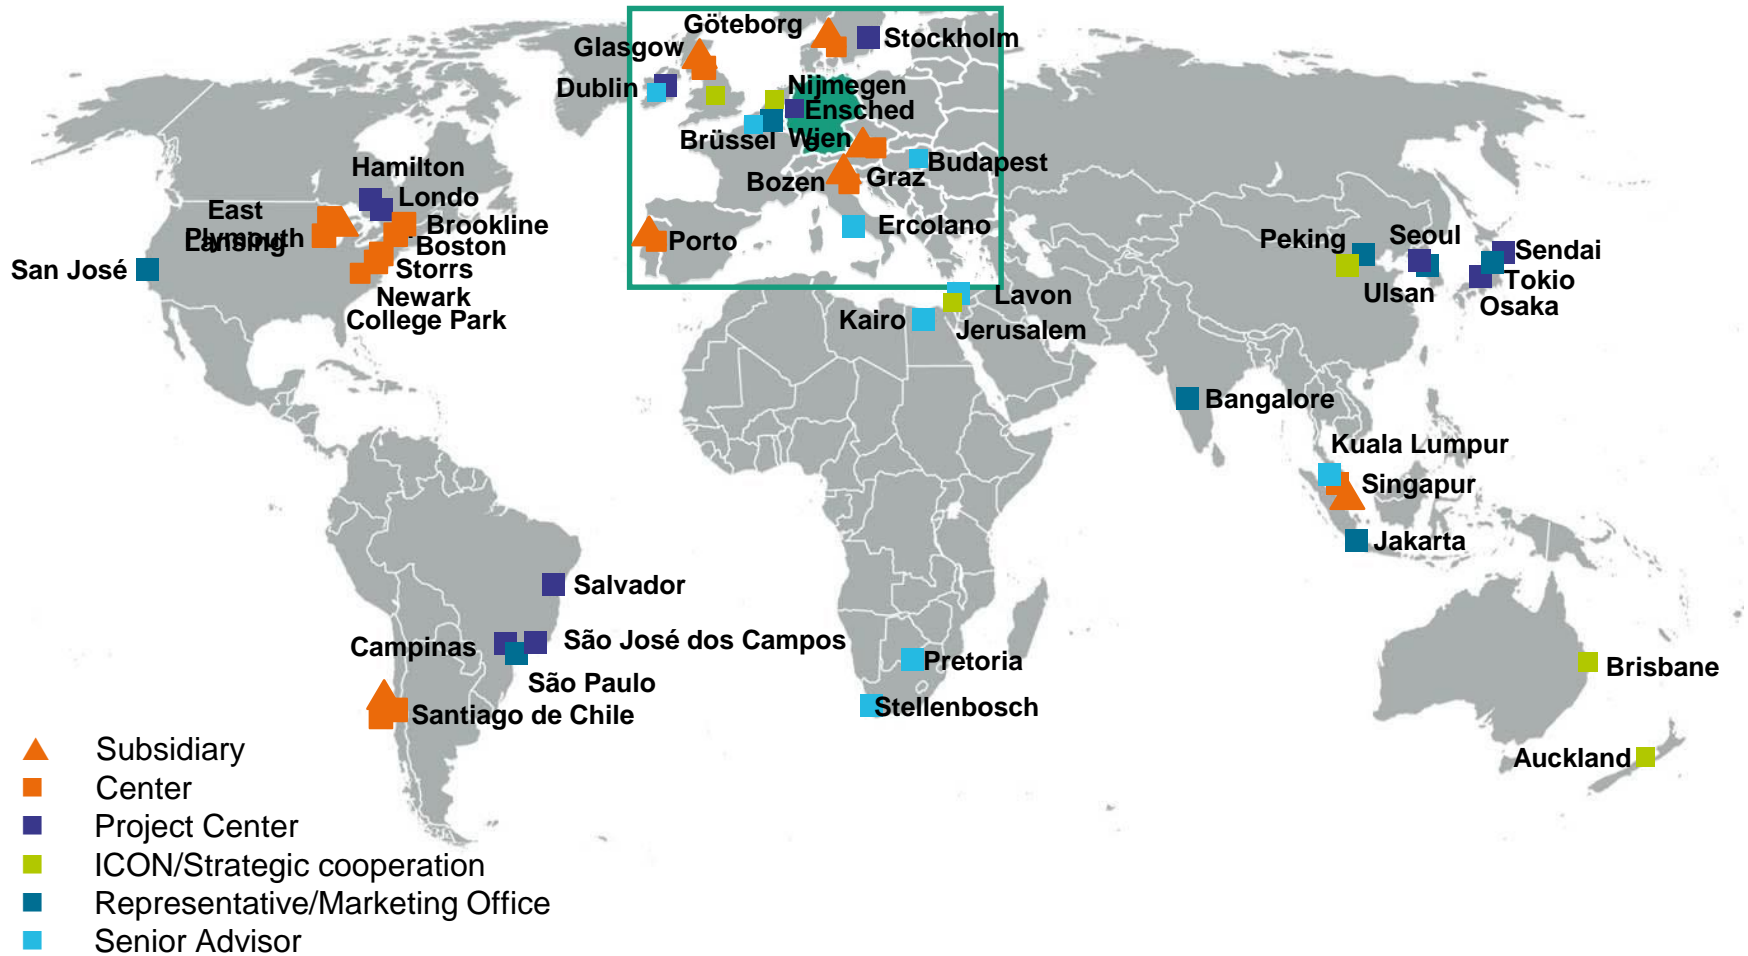 Göteborg
Stockholm
Glasgow
Dublin
Nijmegen
Ensched
e
Brüssel
Wien
Budapest
Bozen
Graz
Ercolano
Porto
Hamilton
Londo
East
Lansing
Plymouth
Brookline
Boston
Storrs
Newark
College Park
San José
Peking
Seoul
Sendai
Tokio
Ulsan
Osaka
Lavon
Kairo
Jerusalem
Bangalore
Kuala Lumpur
Singapur
Jakarta
Salvador
Campinas
São José dos Campos
São Paulo
Santiago de Chile
Pretoria
Stellenbosch
Brisbane
Auckland
Subsidiary
Center
Project Center
ICON/Strategic cooperation
Representative/Marketing Office
Senior Advisor